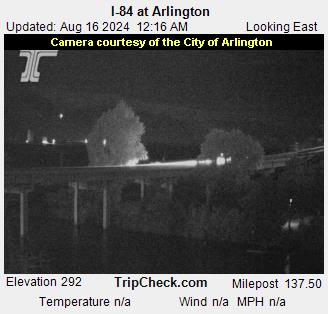 I-84 at Arlington
Updated: Aug 16 2024 12:16 AM Looking East
Camera courtesy of the City of Arlington
Elevation 292 TripCheck.com Milepost 137.50
Temperature n/a Wind n/a MPH n/a